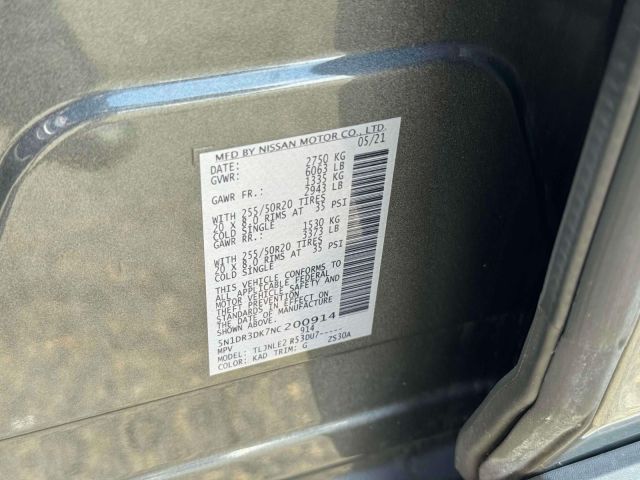 MFD BY NISSAN MOTOR CO., LTD.
DATE: 05/21
GVWR: 2750 KG
6063 LB
GAWR FR.: 1335 KG
2943 LB
WITH 255/50R20 TIRES
20 X 8.0 RIMS AT 35 PSI
COLD SINGLE
GAWR RR.: 1530 KG
3373 LB
WITH 255/50R20 TIRES
20 X 8.0 RIMS AT 35 PSI
COLD SINGLE
THIS VEHICLE CONFORMS TO
ALL APPLICABLE FEDERAL
MOTOR VEHICLE SAFETY AND
THEFT PREVENTION
STANDARDS IN EFFECT ON
THE DATE OF MANUFACTURE
SHOWN ABOVE.
5N1DR3DK7NC200914
MPV 914
MODEL: TLJNLE2 R53DU7-----
COLOR: KAD TRIM: G ZS30A